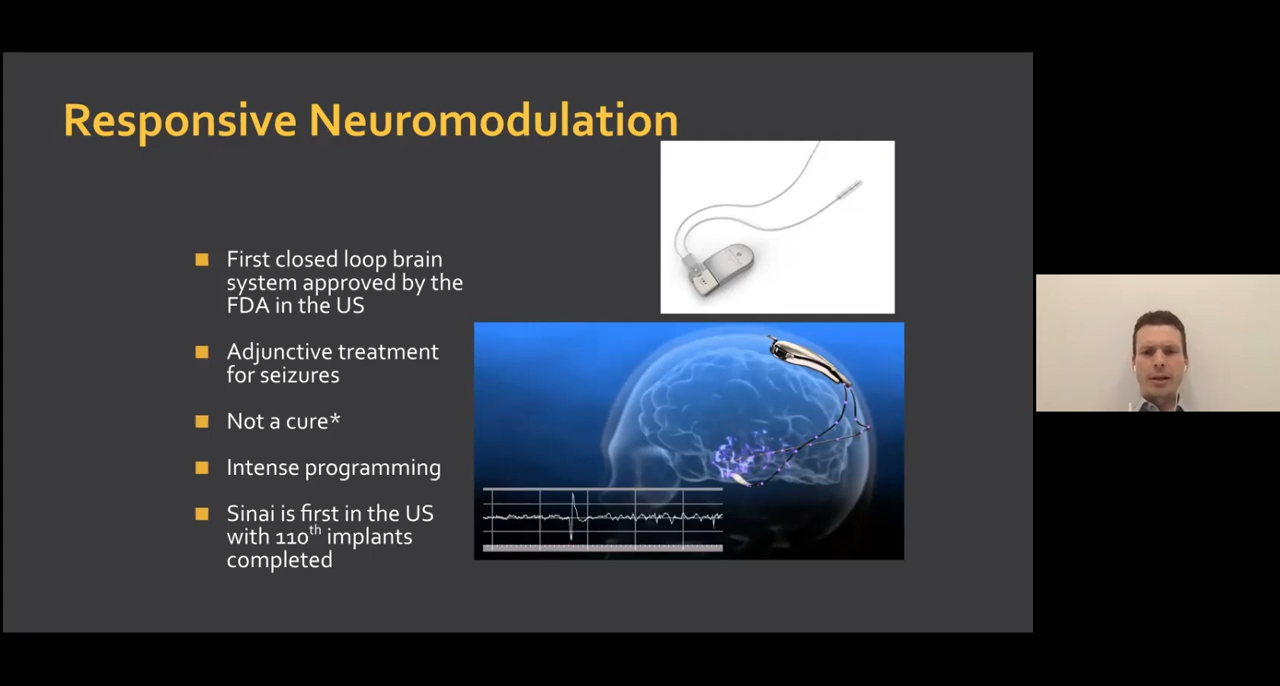 Responsive Neuromodulation
First closed loop brain
system approved by the
FDA in the US
Adjunctive treatment
for seizures
Not a cure*
Intense programming
Sinai is first in the US
with 110th implants
completed